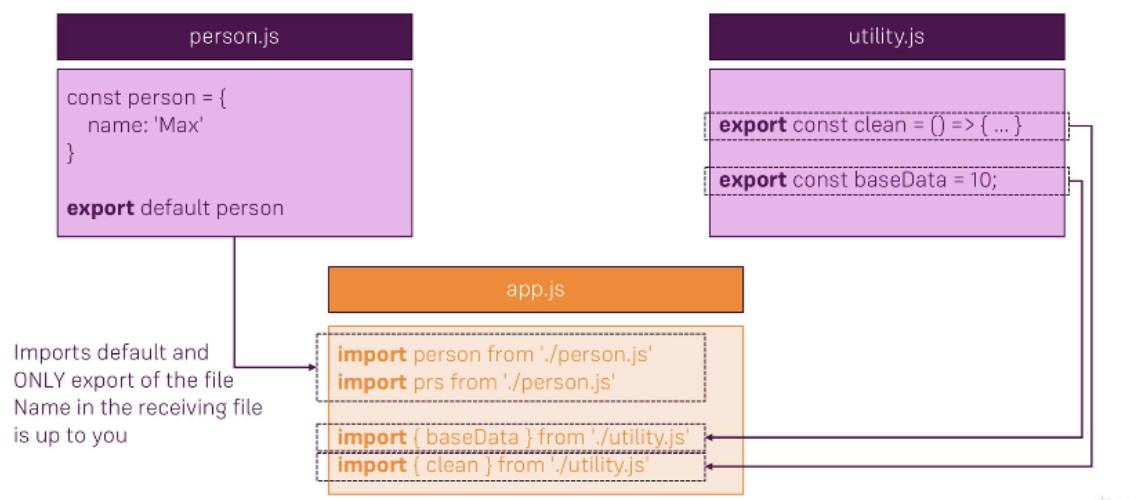 person.js
const person = {
name: 'Max'
}
export default person
utility.js
export const clean = () => { ... }
export const baseData = 10;
app.js
import person from './person.js'
import prs from './person.js'
import { baseData } from './utility.js'
import { clean } from './utility.js'
Imports default and
ONLY export of the file
Name in the receiving file
is up to you